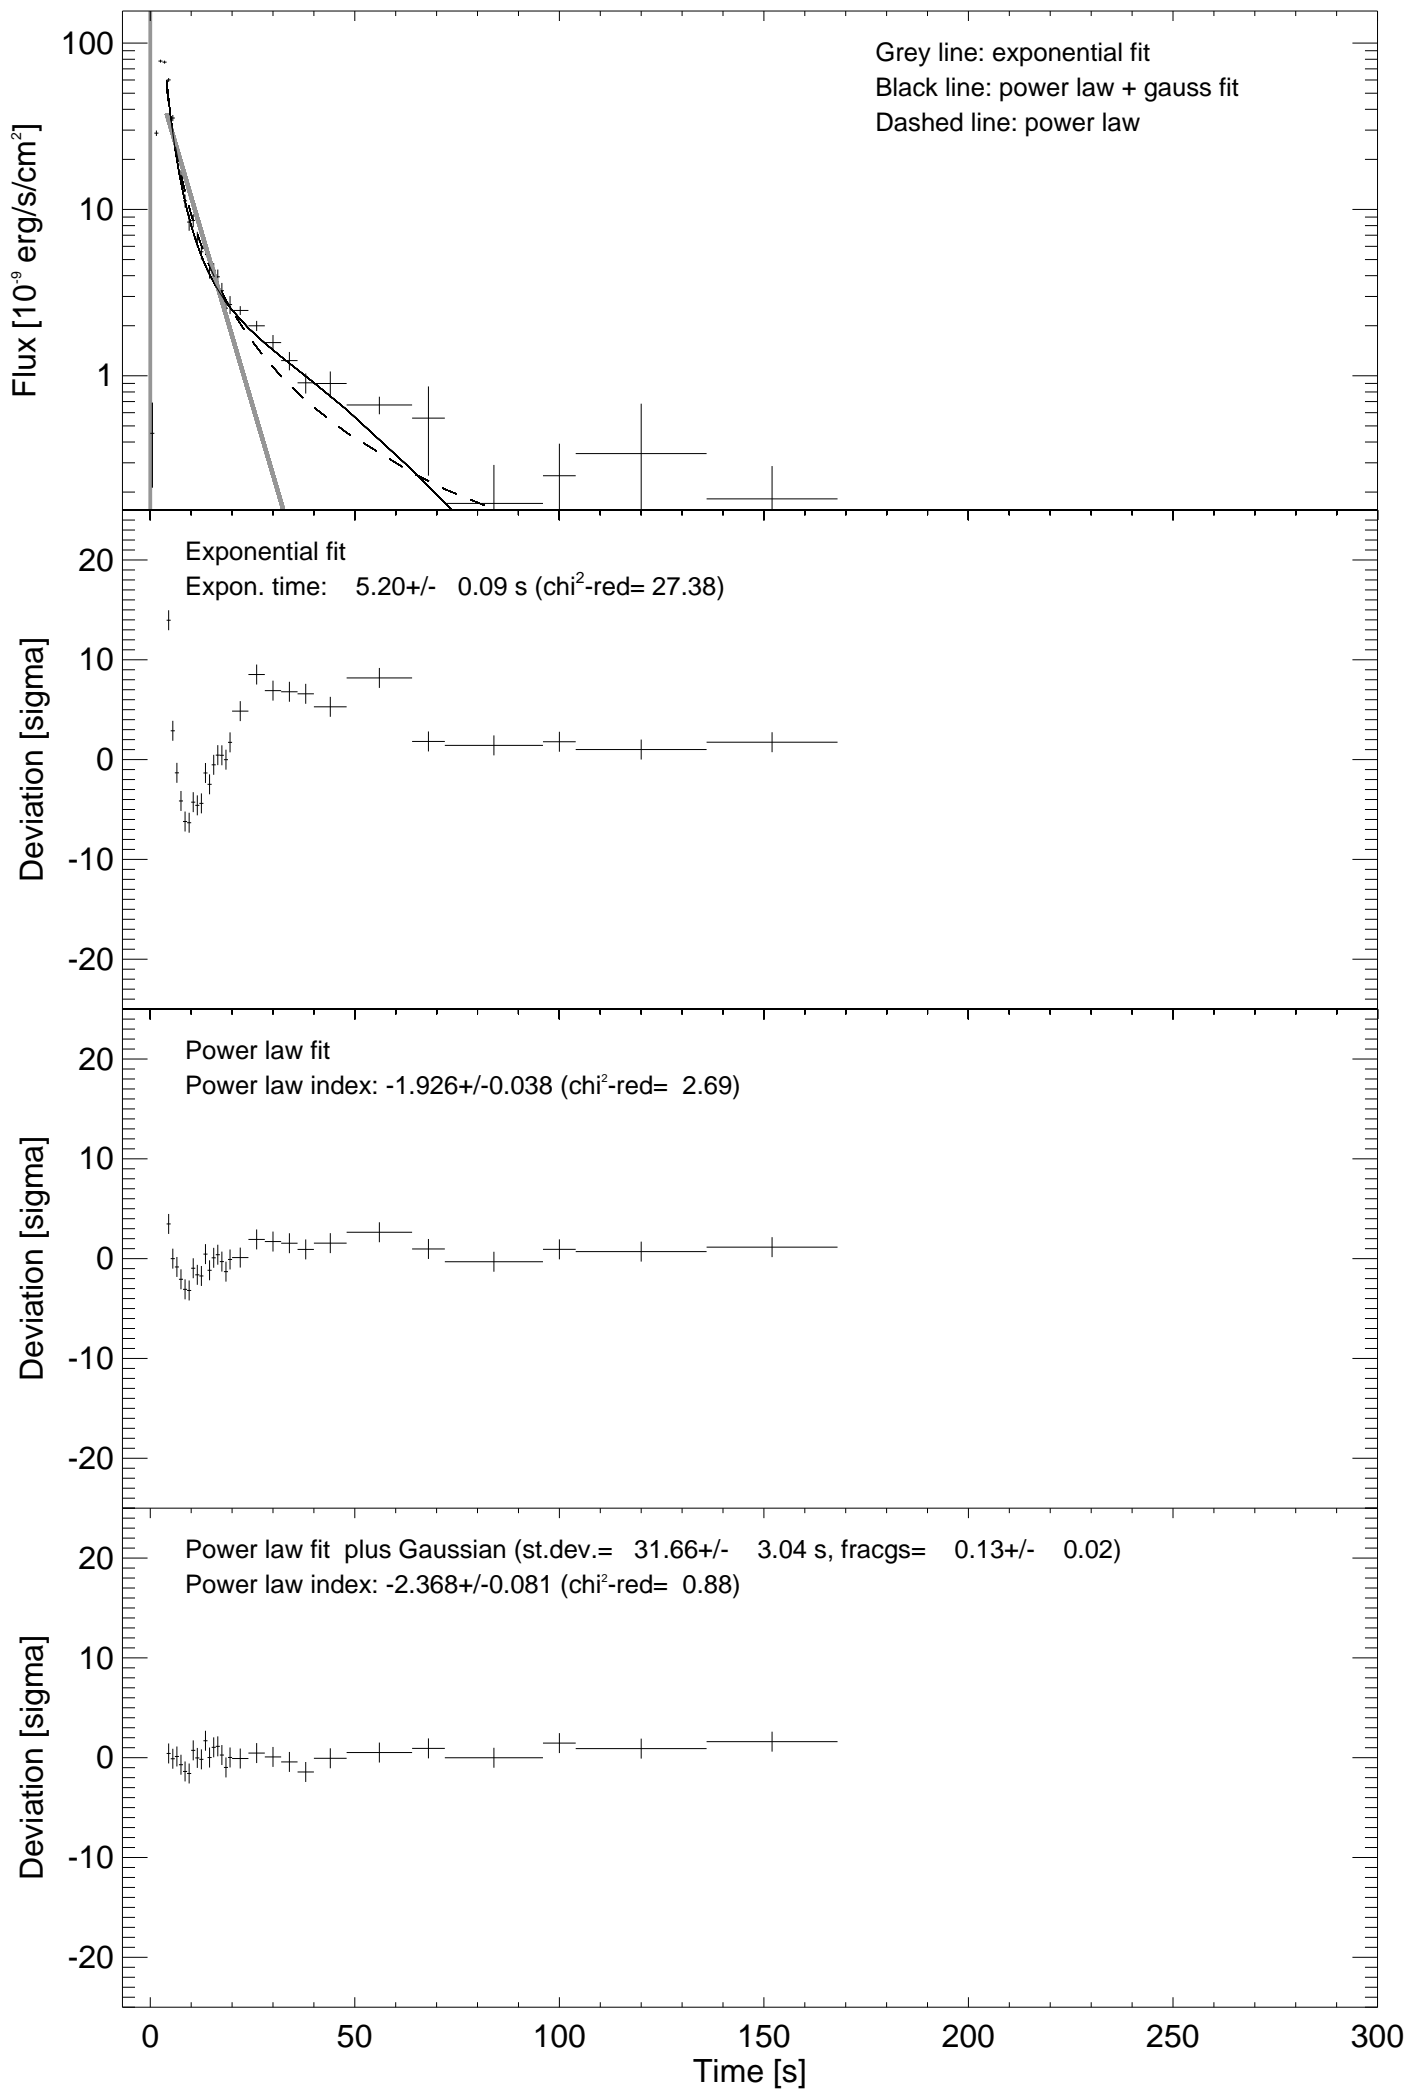 100
10
1
Flux [10⁻⁹ erg/s/cm²]
Grey line: exponential fit
Black line: power law + gauss fit
Dashed line: power law
20
10
0
-10
-20
Deviation [sigma]
Exponential fit
Expon. time: 5.20+/- 0.09 s (chi²-red= 27.38)
20
10
0
-10
-20
Deviation [sigma]
Power law fit
Power law index: -1.926+/-0.038 (chi²-red= 2.69)
20
10
0
-10
-20
Deviation [sigma]
Power law fit plus Gaussian (st.dev.= 31.66+/- 3.04 s, fracgs= 0.13+/- 0.02)
Power law index: -2.368+/-0.081 (chi²-red= 0.88)
0 50 100 150 200 250 300
Time [s]